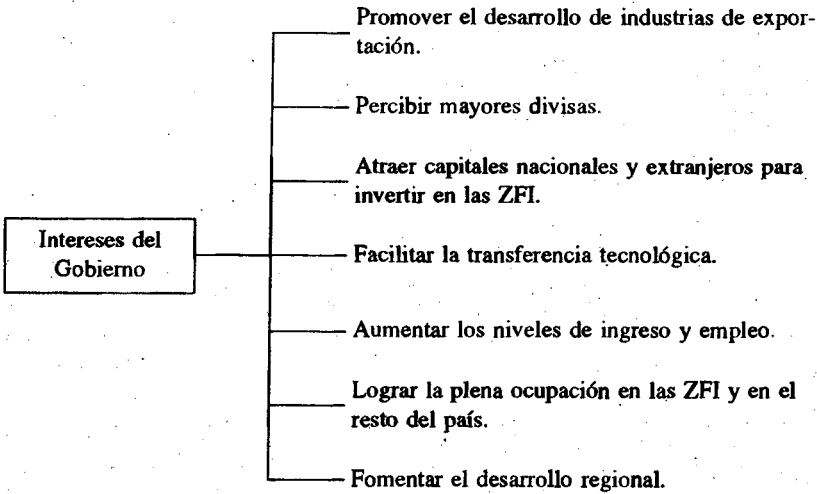 Promover el desarrollo de industrias de expor-
tación.
Percibir mayores divisas.
Atraer capitales nacionales y extranjeros para
invertir en las ZFI.
Intereses del
Gobierno
Facilitar la transferencia tecnológica.
Aumentar los niveles de ingreso y empleo.
Lograr la plena ocupación en las ZFI y en el
resto del país.
Fomentar el desarrollo regional.